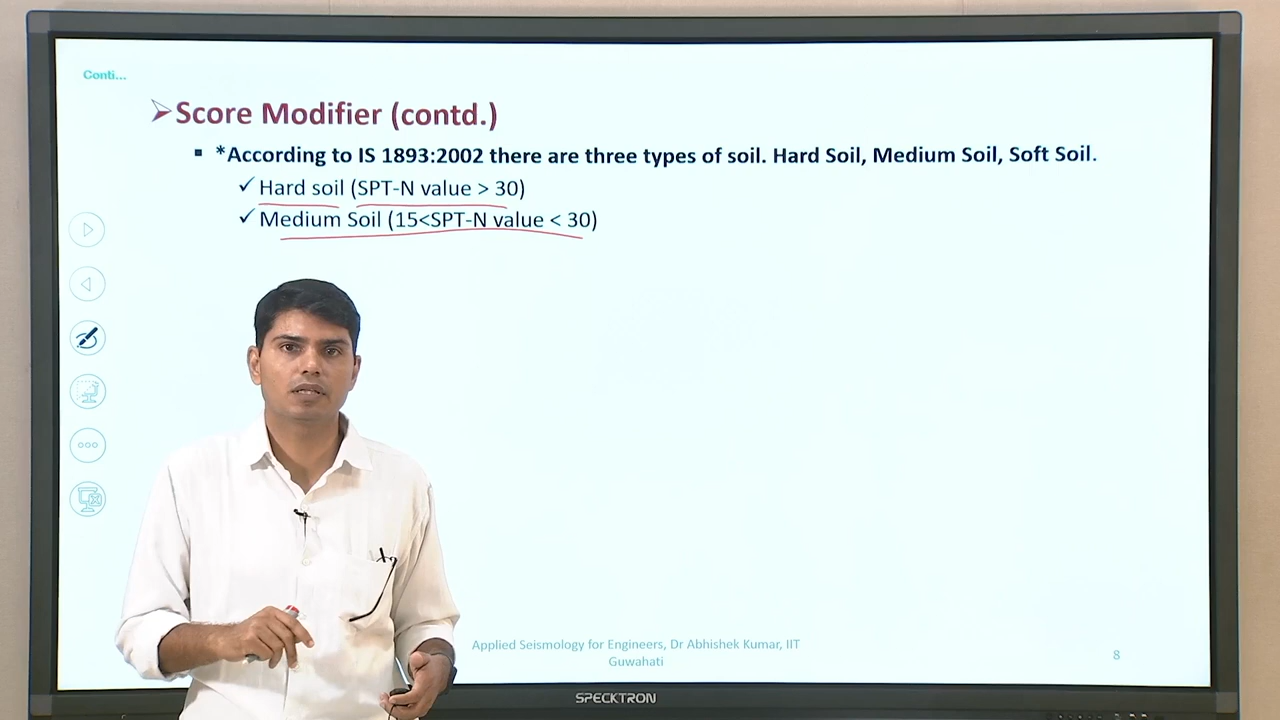 Conti...
➢Score Modifier (contd.)
▪ *According to IS 1893:2002 there are three types of soil. Hard Soil, Medium Soil, Soft Soil.
✓ Hard soil (SPT-N value > 30)
✓ Medium Soil (15<SPT-N value < 30)
Applied Seismology for Engineers, Dr Abhishek Kumar, IIT
Guwahati
8
SPECKTRON